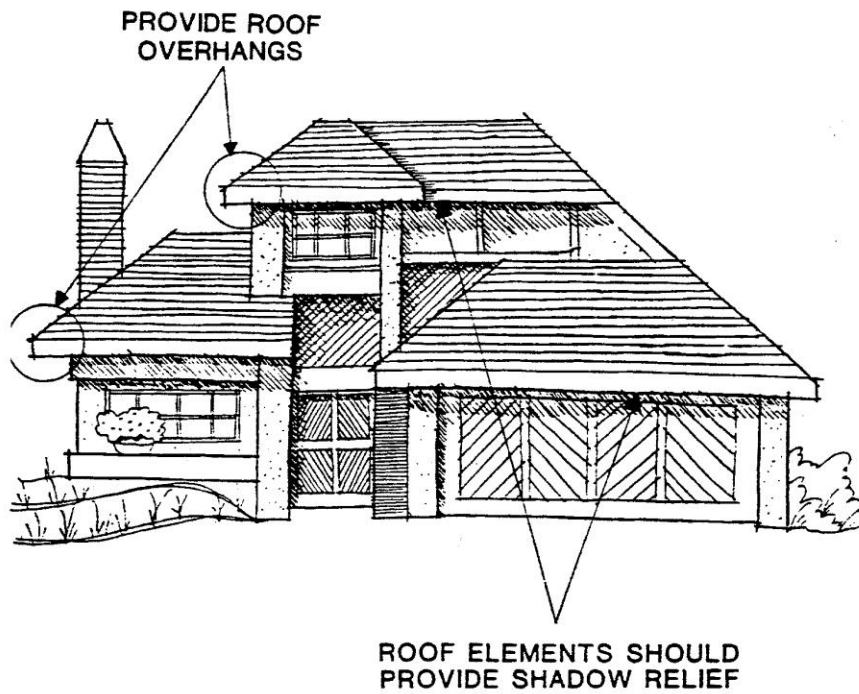 PROVIDE ROOF
OVERHANGS
ROOF ELEMENTS SHOULD
PROVIDE SHADOW RELIEF